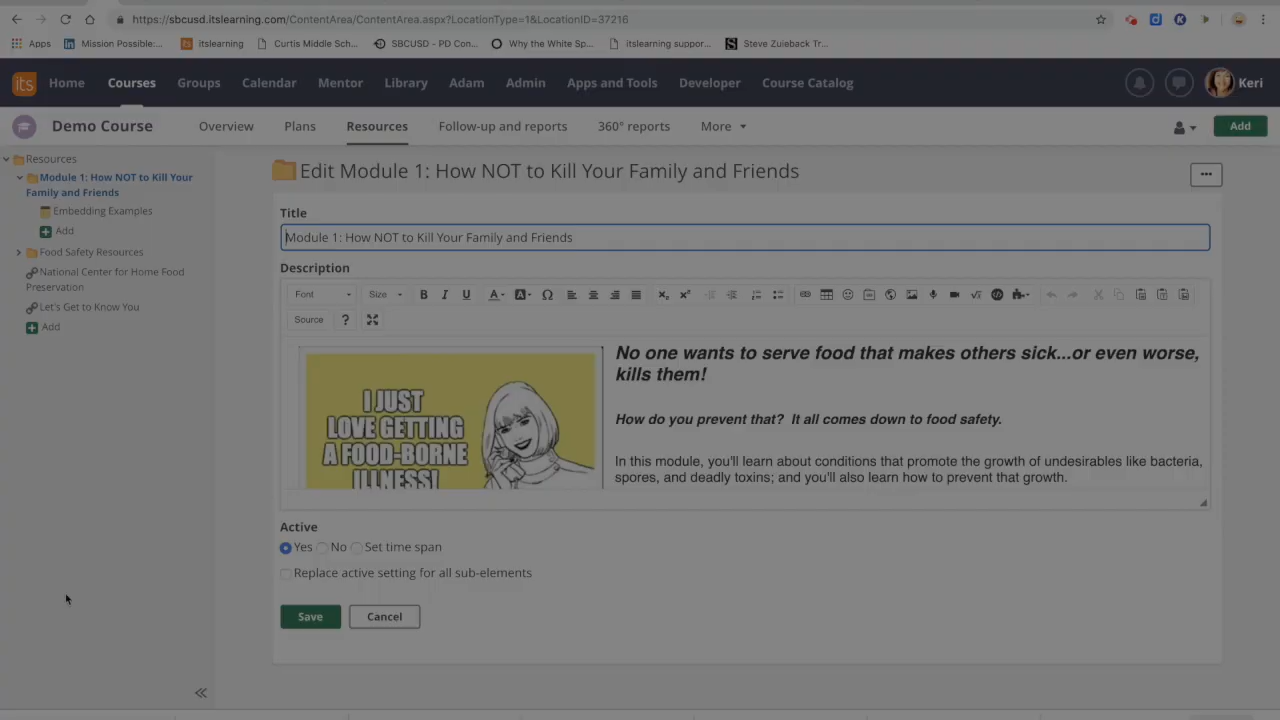 https://sbcusd.itslearning.com/ContentArea/ContentArea.aspx?LocationType=1&LocationID=37216
Apps Mission Possible:... itslearning Curtis Middle Sch... SBCUSD - PD Con... Why the White Sp... itslearning suppor... Steve Zuieback Tr...
its Home Courses Groups Calendar Mentor Library Adam Admin Apps and Tools Developer Course Catalog Keri
Demo Course Overview Plans Resources Follow-up and reports 360° reports More Add
Resources
Module 1: How NOT to Kill Your
Family and Friends
Embedding Examples
Add
Food Safety Resources
National Center for Home Food
Preservation
Let's Get to Know You
Add
Edit Module 1: How NOT to Kill Your Family and Friends
Title
Module 1: How NOT to Kill Your Family and Friends
Description
Font Size B I U A A Ω
Source ?
I JUST
LOVE GETTING
A FOOD-BORNE
ILLNESS!
No one wants to serve food that makes others sick...or even worse,
kills them!
How do you prevent that? It all comes down to food safety.
In this module, you'll learn about conditions that promote the growth of undesirables like bacteria,
spores, and deadly toxins; and you'll also learn how to prevent that growth.
Active
Yes No Set time span
Replace active setting for all sub-elements
Save Cancel